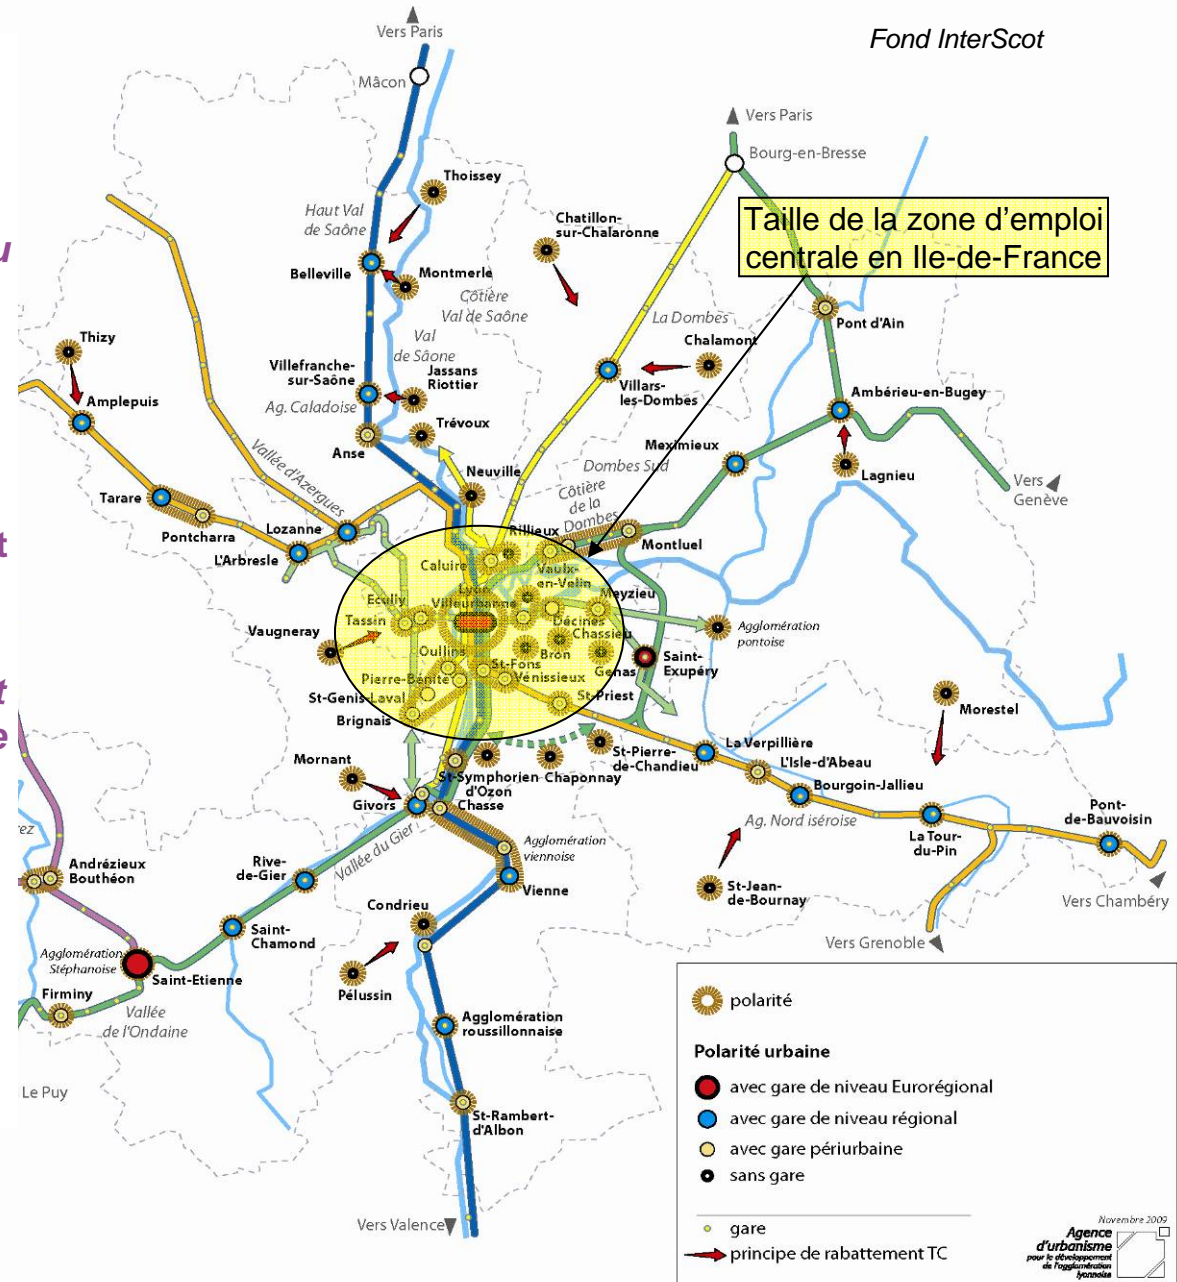 Vers Paris
Fond InterScot
Mâcon
Vers Paris
Bourg-en-Bresse
Thoissey
Haut Val
de Saône
Chatillon-
sur-Chalaronne
Taille de la zone d'emploi
centrale en Ile-de-France
u
Belleville
Montmerle
Côtière
Val de Saône
La Dombes
Pont d'Ain
Thizy
Val
de Sâone
Chalamont
Villefranche-
sur-Saône
Jassans
Riottier
Villars-
les-Dombes
Ambérieu-en-Bugey
Amplepuis
Ag. Caladoise
Trévoux
Anse
Meximieux
Vallée d'Azergues
Neuville
Dombes Sud
Lagnieu
Vers
Genève
Tarare
Côtière
de la
Dombes
Pontcharra
Lozanne
Rillieux
Montluel
t
L'Arbresle
Caluire
Vaulx-
en-Velin
Lyon
Villeurbanne
Meyzieu
Ecully
Tassin
Décines
Chassieu
Agglomération
pontoise
Vaugneray
Oullins
Bron
St-Fons
Genas
Saint-
Exupéry
Pierre-Bénite
Vénissieux
St-Genis-Laval
St-Priest
Brignais
t
e
Morestel
Mornant
St-Symphorien
d'Ozon
Chaponnay
St-Pierre-
de-Chandieu
La Verpillière
L'Isle-d'Abeau
Bourgoin-Jallieu
Givors
Chasse
Ag. Nord iséroise
La Tour-
du-Pin
Pont-
de-Bauvoisin
rez
Vallée du Gier
Agglomération
viennoise
Andrézieux
Bouthéon
Rive-
de-Gier
Vienne
St-Jean-
de-Bournay
Vers Chambéry
Condrieu
Saint-
Chamond
Vers Grenoble
Agglomération
Stéphanoise
Saint-Etienne
Pélussin
Firminy
Vallée
de l'Ondaine
Agglomération
roussillonnaise
Le Puy
St-Rambert-
d'Albon
Vers Valence
polarité
Polarité urbaine
avec gare de niveau Eurorégional
avec gare de niveau régional
avec gare périurbaine
sans gare
gare
principe de rabattement TC
Novembre 2009
Agence
d'urbanisme
pour le développement
de l'agglomération
lyonnaise